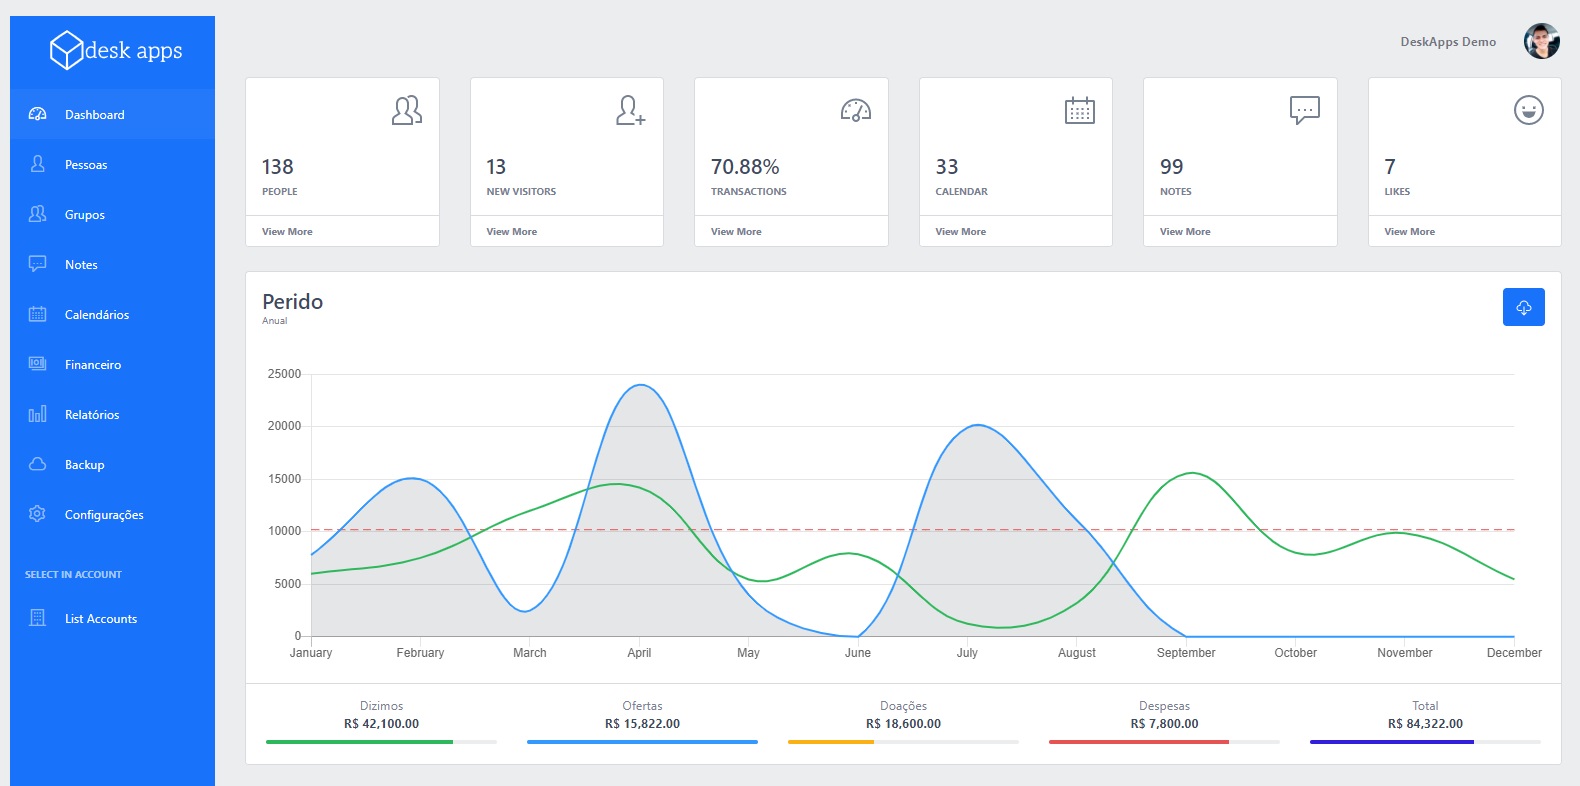 desk apps
DeskApps Demo
Dashboard
Pessoas
Grupos
Notes
Calendários
Financeiro
Relatórios
Backup
Configurações
SELECT IN ACCOUNT
List Accounts
138
PEOPLE
View More
13
NEW VISITORS
View More
70.88%
TRANSACTIONS
View More
33
CALENDAR
View More
99
NOTES
View More
7
LIKES
View More
Perido
Anual
25000
20000
15000
10000
5000
0
January February March April May June July August September October November December
Dizimos
R$ 42,100.00
Ofertas
R$ 15,822.00
Doações
R$ 18,600.00
Despesas
R$ 7,800.00
Total
R$ 84,322.00